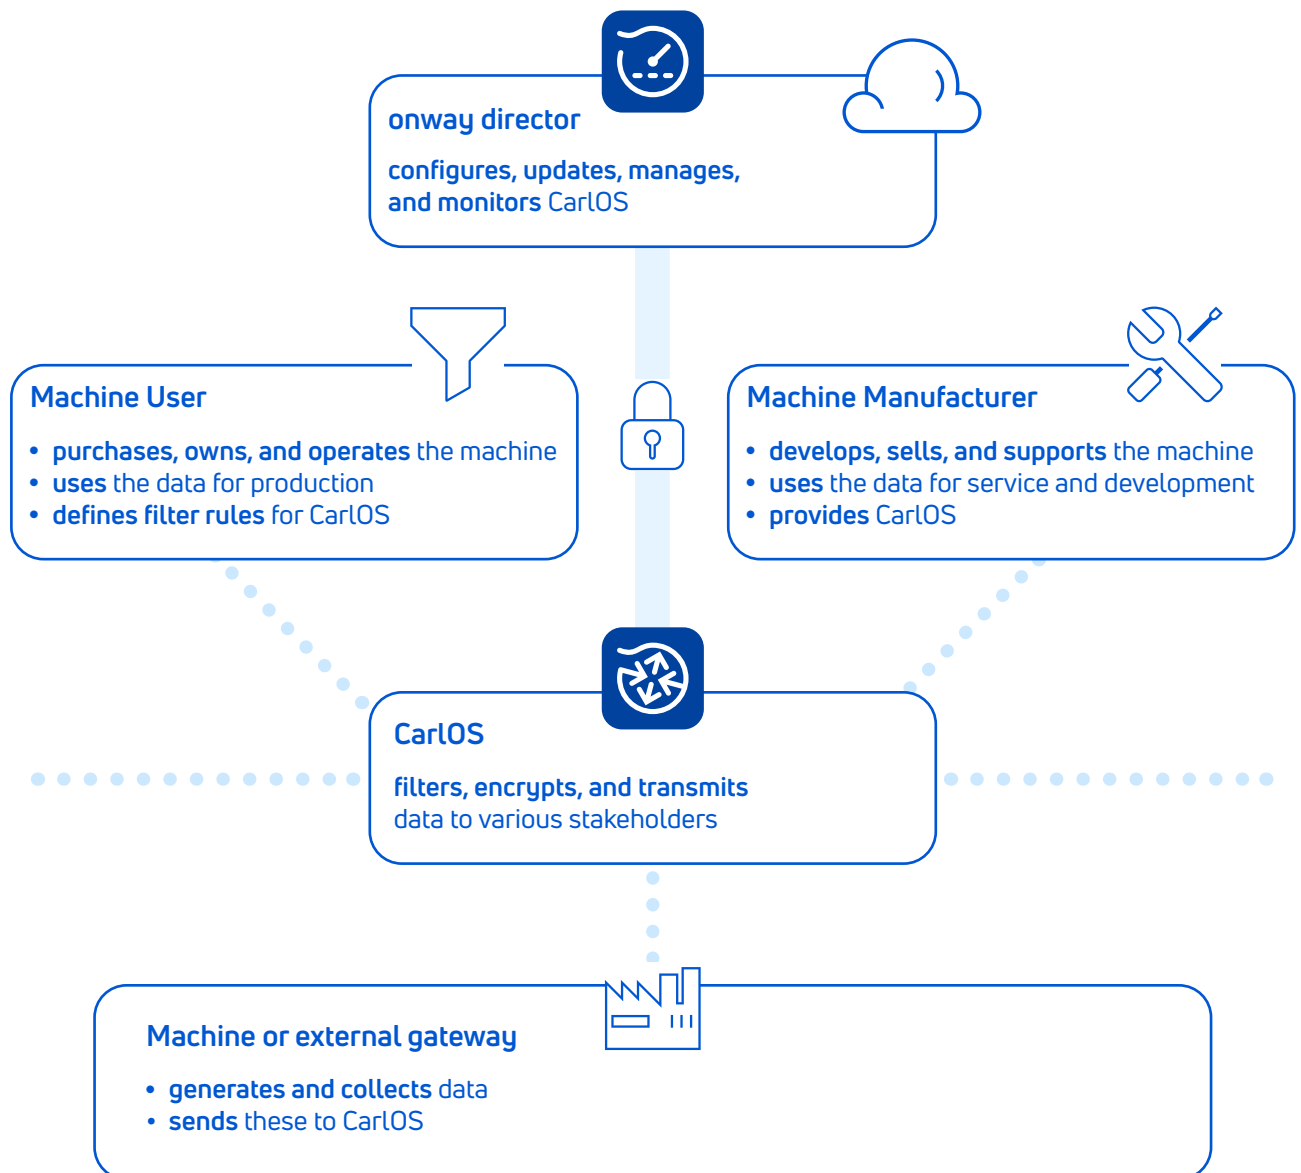 onway director
configures, updates, manages,
and monitors CarlOS
Machine User
• purchases, owns, and operates the machine
• uses the data for production
• defines filter rules for CarlOS
Machine Manufacturer
• develops, sells, and supports the machine
• uses the data for service and development
• provides CarlOS
CarlOS
filters, encrypts, and transmits
data to various stakeholders
Machine or external gateway
• generates and collects data
• sends these to CarlOS